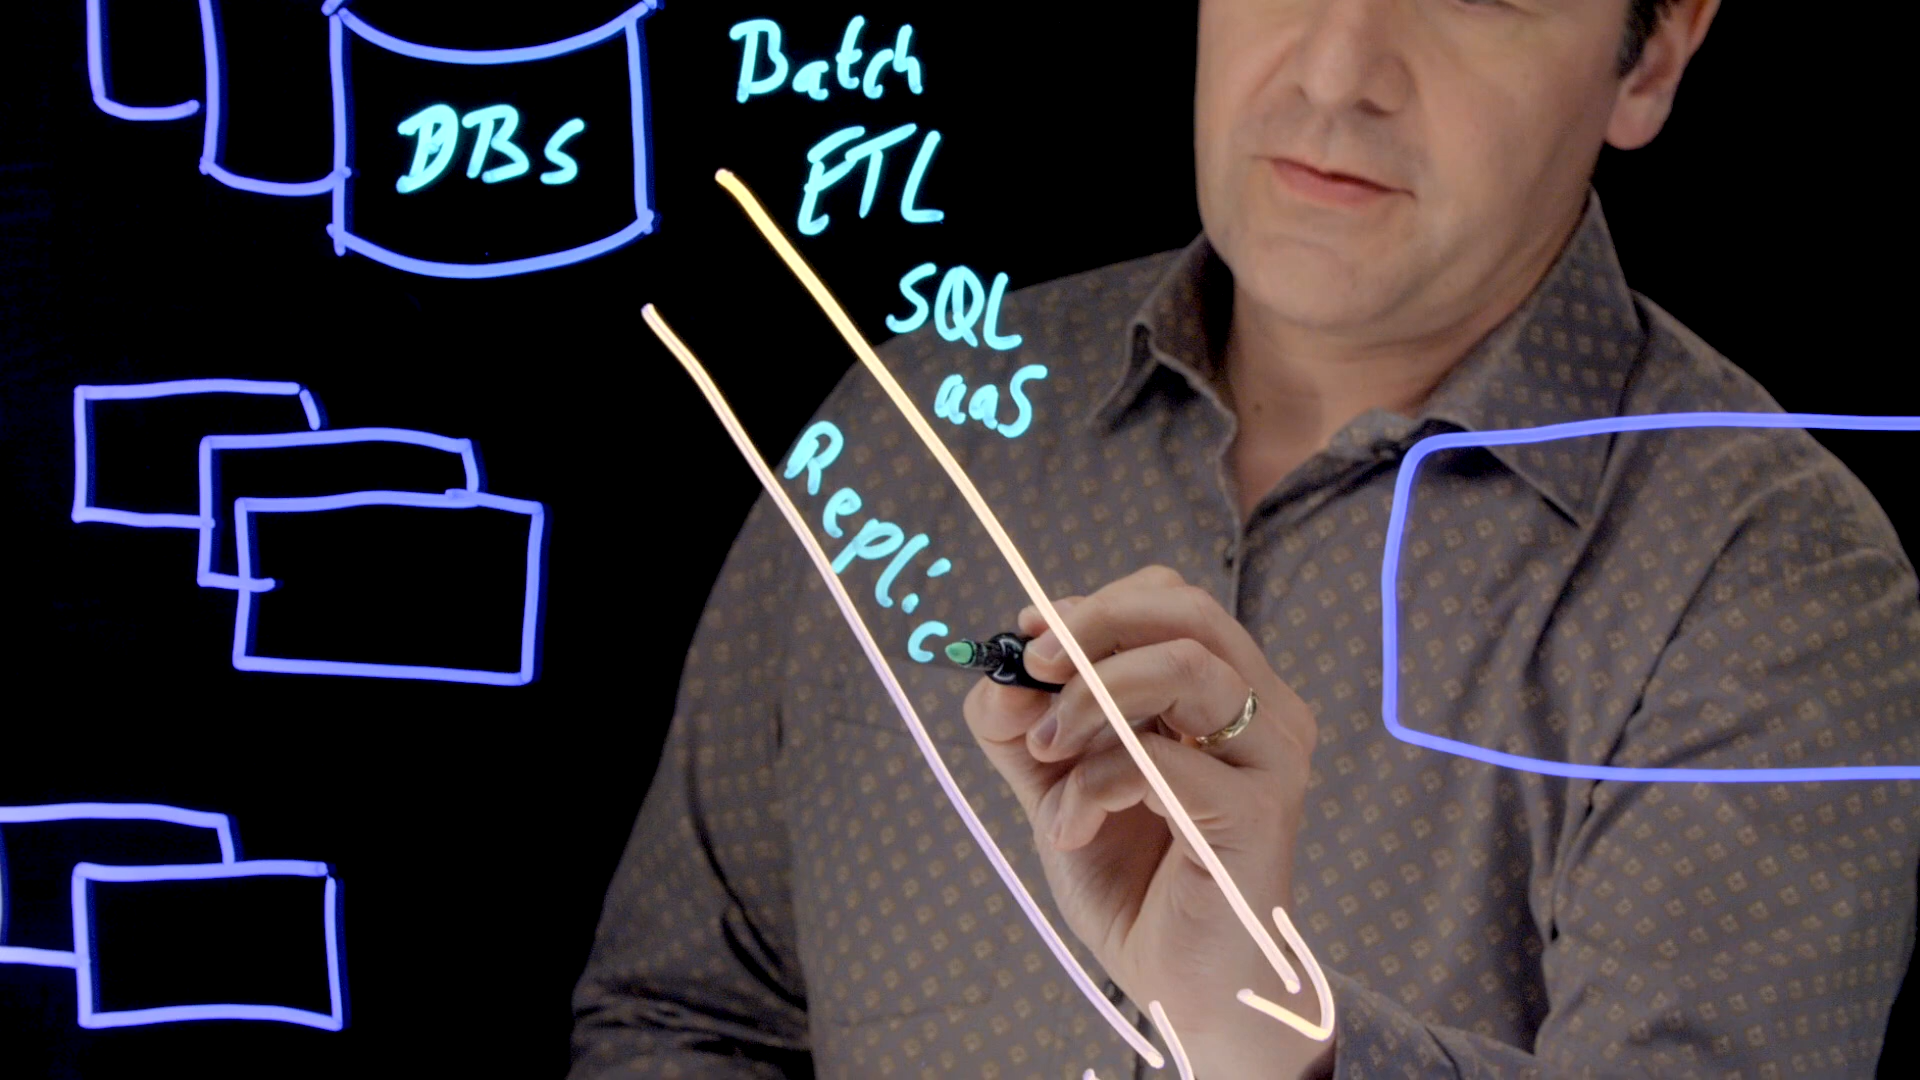 Batch
DBs
ETL
SQL
aaS
Replic